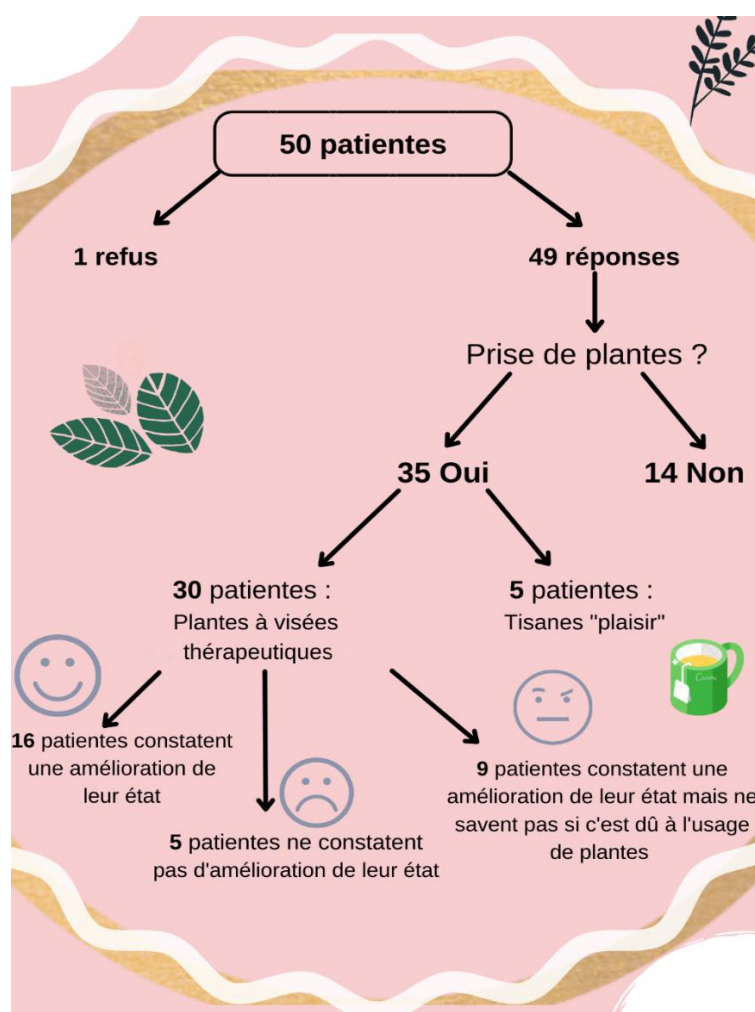 50 patientes
1 refus
49 réponses
Prise de plantes ?
35 Oui
14 Non
30 patientes :
Plantes à visées
thérapeutiques
5 patientes :
Tisanes "plaisir"
Canva
16 patientes constatent
une amélioration de
leur état
5 patientes ne constatent
pas d'amélioration de leur état
9 patientes constatent une
amélioration de leur état mais ne
savent pas si c'est dû à l'usage
de plantes